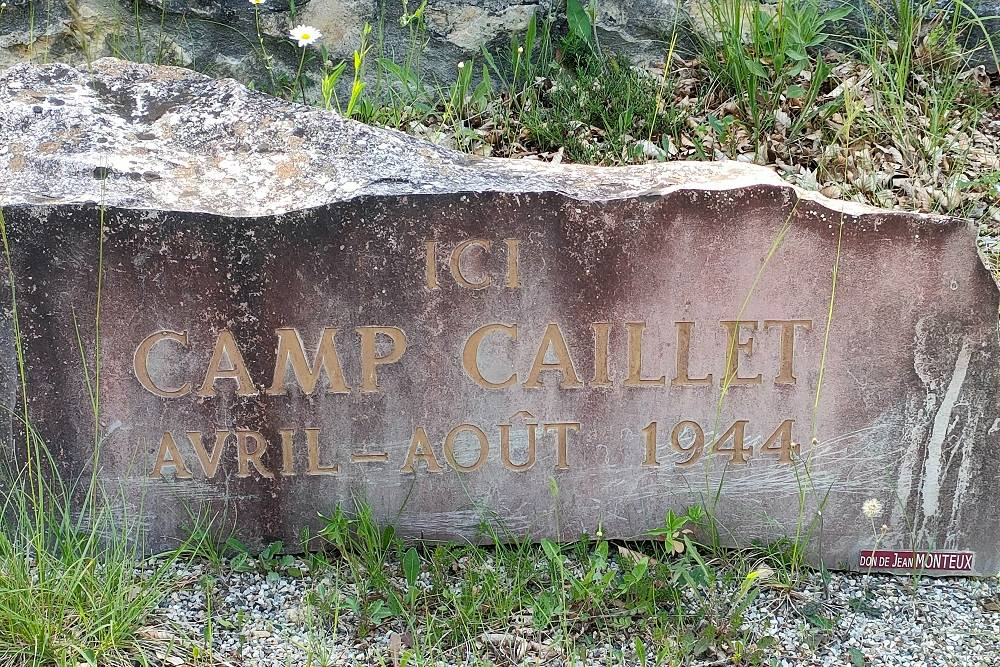 ICI
CAMP CAILLET
AVRIL–AOÛT 1944
DON DE JEAN MONTEUX